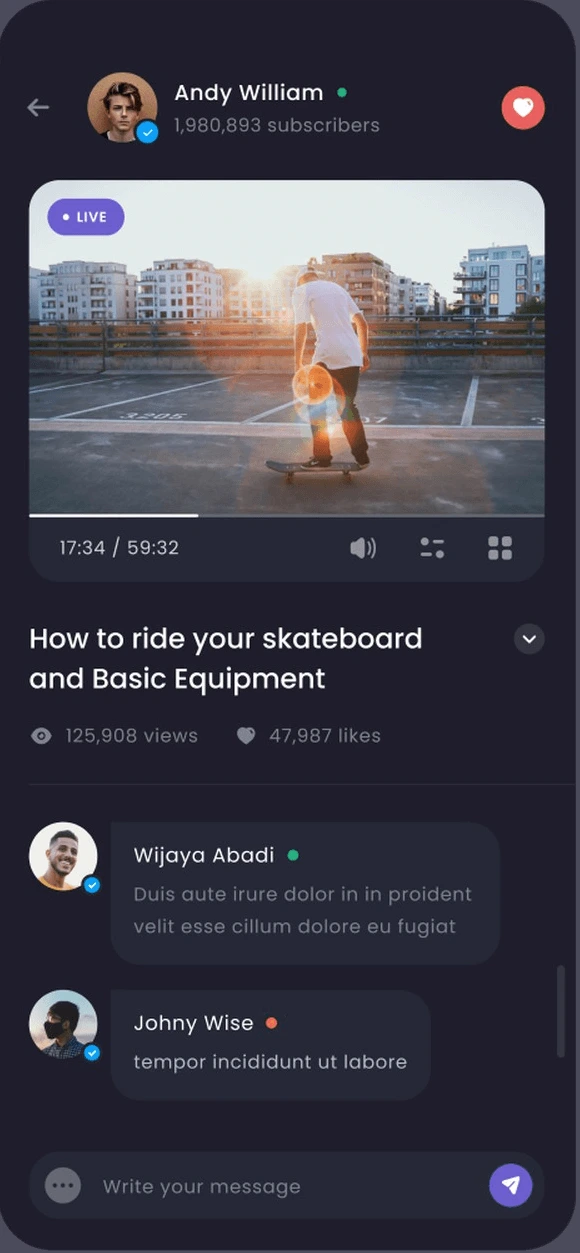 Andy William
1,980,893 subscribers
LIVE
3205
17:34 / 59:32
How to ride your skateboard
and Basic Equipment
125,908 views
47,987 likes
Wijaya Abadi
Duis aute irure dolor in in proident
velit esse cillum dolore eu fugiat
Johny Wise
tempor incididunt ut labore
Write your message